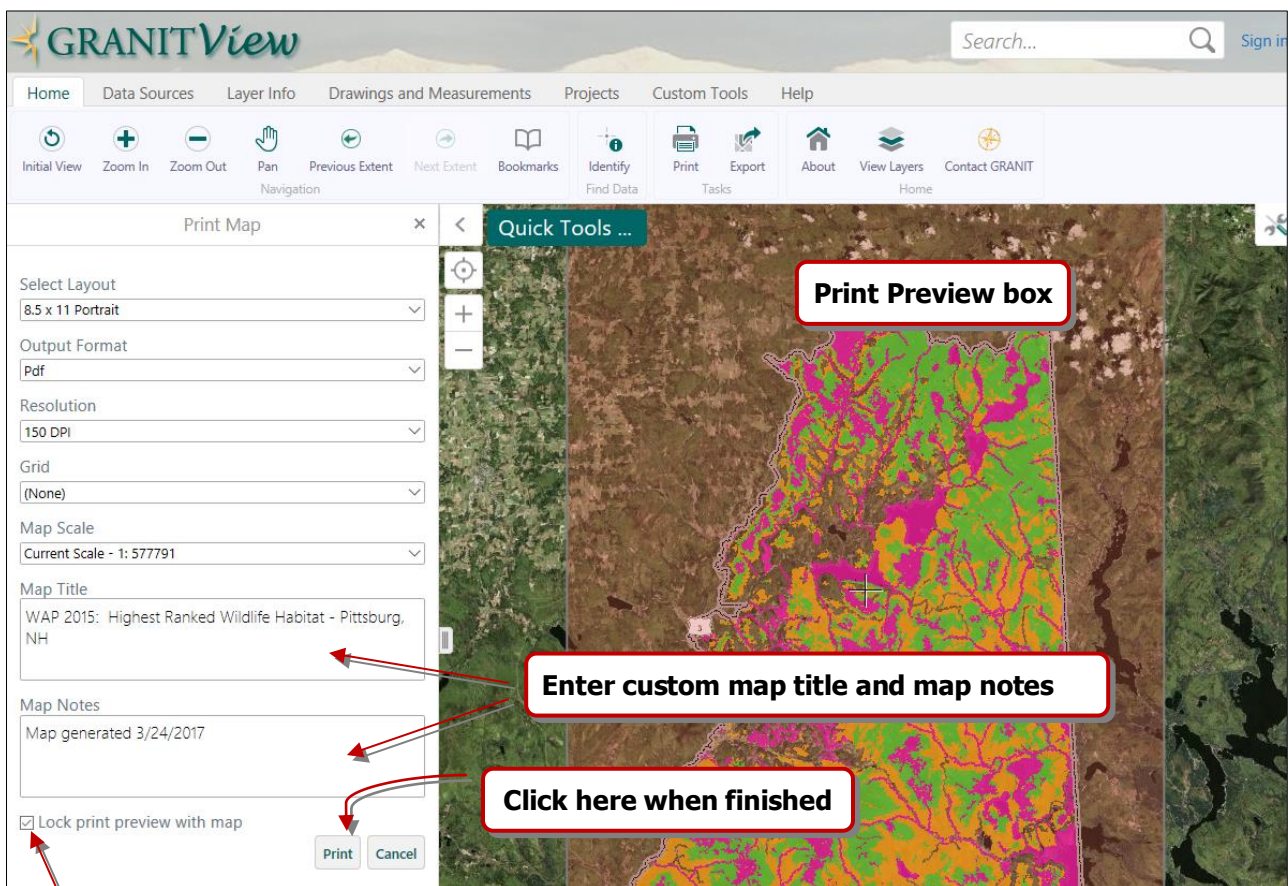 GRANITView
Search...
Sign in
Home Data Sources Layer Info Drawings and Measurements Projects Custom Tools Help
Initial View Zoom In Zoom Out Pan Previous Extent Next Extent Bookmarks Identify Print Export About View Layers Contact GRANIT
Navigation Find Data Tasks Home
Print Map
Quick Tools ...
Print Preview box
Select Layout
8.5 x 11 Portrait
Output Format
Pdf
Resolution
150 DPI
Grid
(None)
Map Scale
Current Scale - 1: 577791
Map Title
WAP 2015: Highest Ranked Wildlife Habitat - Pittsburg,
NH
3
Enter custom map title and map notes
Map Notes
Map generated 3/24/2017
Click here when finished
Lock print preview with map
Print Cancel